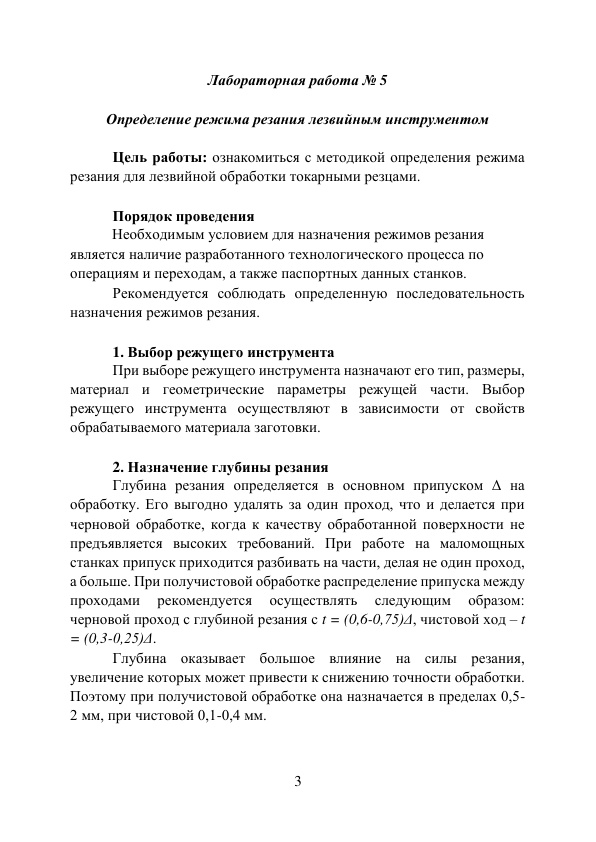 Лабораторная работа № 5
Определение режима резания лезвийным инструментом
Цель работы: ознакомиться с методикой определения режима
резания для лезвийной обработки токарными резцами.
Порядок проведения
Необходимым условием для назначения режимов резания
является наличие разработанного технологического процесса по
операциям и переходам, а также паспортных данных станков.
Рекомендуется соблюдать определенную последовательность
назначения режимов резания.
1. Выбор режущего инструмента
При выборе режущего инструмента назначают его тип, размеры,
материал и геометрические параметры режущей части. Выбор
режущего инструмента осуществляют в зависимости от свойств
обрабатываемого материала заготовки.
2. Назначение глубины резания
Глубина резания определяется в основном припуском Δ на
обработку. Его выгодно удалять за один проход, что и делается при
черновой обработке, когда к качеству обработанной поверхности не
предъявляется высоких требований. При работе на маломощных
станках припуск приходится разбивать на части, делая не один проход,
а больше. При получистовой обработке распределение припуска между
проходами рекомендуется осуществлять следующим образом:
черновой проход с глубиной резания с t = (0,6-0,75)Δ, чистовой ход – t
= (0,3-0,25)Δ.
Глубина оказывает большое влияние на силы резания,
увеличение которых может привести к снижению точности обработки.
Поэтому при получистовой обработке она назначается в пределах 0,5-
2 мм, при чистовой 0,1-0,4 мм.
3